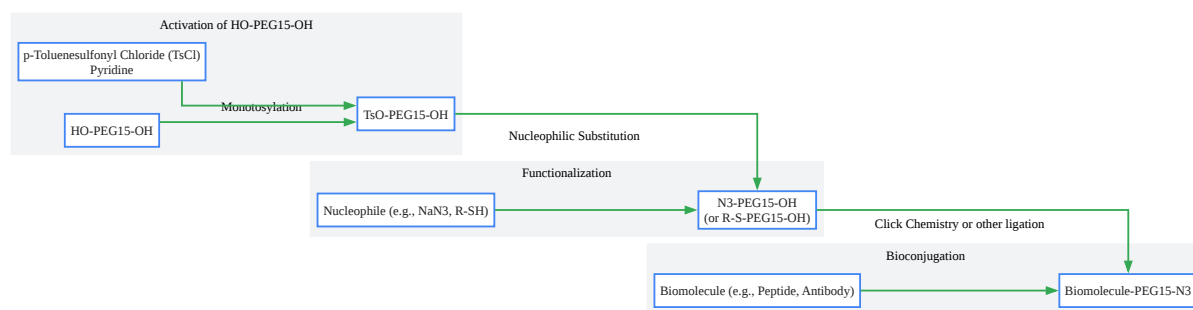 Activation of HO-PEG15-OH
p-Toluenesulfonyl Chloride (TsCl)
Pyridine
Monotosylation
TsO-PEG15-OH
HO-PEG15-OH
Nucleophilic Substitution
Functionalization
Nucleophile (e.g., NaN3, R-SH)
N3-PEG15-OH
(or R-S-PEG15-OH)
Click Chemistry or other ligation
Bioconjugation
Biomolecule (e.g., Peptide, Antibody)
Biomolecule-PEG15-N3